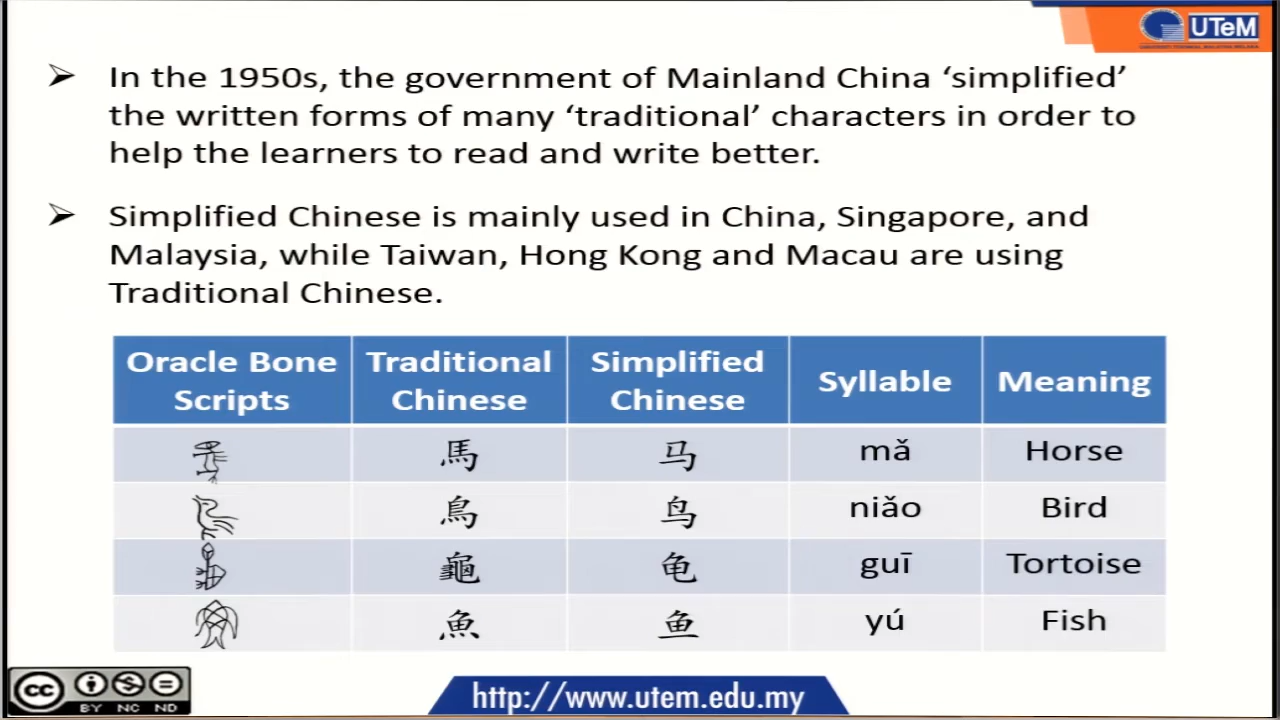 UTeM
➢ In the 1950s, the government of Mainland China ‘simplified’
the written forms of many ‘traditional’ characters in order to
help the learners to read and write better.
➢ Simplified Chinese is mainly used in China, Singapore, and
Malaysia, while Taiwan, Hong Kong and Macau are using
Traditional Chinese.
Oracle Bone Scripts Traditional Chinese Simplified Chinese Syllable Meaning
馬 马 mǎ Horse
鳥 鸟 niǎo Bird
龜 龟 guī Tortoise
魚 鱼 yú Fish
cc BY NC ND
http://www.utem.edu.my